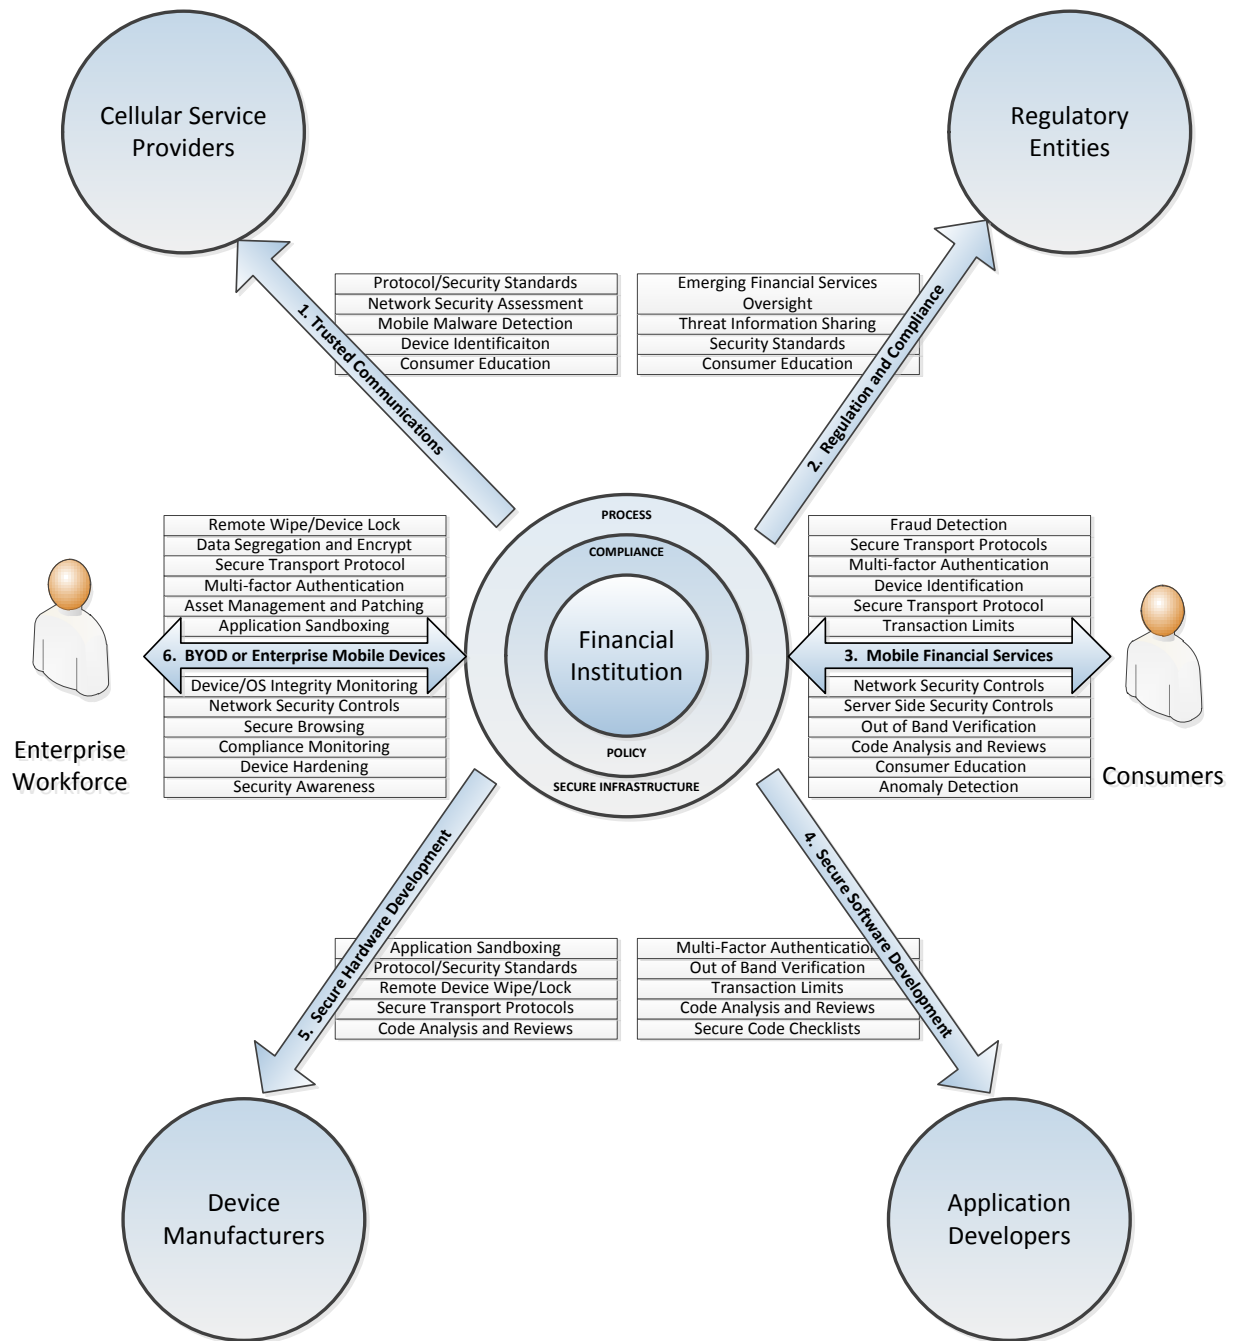 Cellular Service
Providers
Regulatory
Entities
1. Trusted Communications
Protocol/Security Standards
Network Security Assessment
Mobile Malware Detection
Device Identificaiton
Consumer Education
Emerging Financial Services
Oversight
Threat Information Sharing
Security Standards
Consumer Education
2. Regulation and Compliance
Remote Wipe/Device Lock
Data Segregation and Encrypt
Secure Transport Protocol
Multi-factor Authentication
Asset Management and Patching
Application Sandboxing
6. BYOD or Enterprise Mobile Devices
Device/OS Integrity Monitoring
Network Security Controls
Secure Browsing
Compliance Monitoring
Device Hardening
Security Awareness
Enterprise
Workforce
PROCESS
COMPLIANCE
Financial
Institution
POLICY
SECURE INFRASTRUCTURE
Fraud Detection
Secure Transport Protocols
Multi-factor Authentication
Device Identification
Secure Transport Protocol
Transaction Limits
3. Mobile Financial Services
Network Security Controls
Server Side Security Controls
Out of Band Verification
Code Analysis and Reviews
Consumer Education
Anomaly Detection
Consumers
5. Secure Hardware Development
Application Sandboxing
Protocol/Security Standards
Remote Device Wipe/Lock
Secure Transport Protocols
Code Analysis and Reviews
Multi-Factor Authentication
Out of Band Verification
Transaction Limits
Code Analysis and Reviews
Secure Code Checklists
4. Secure Software Development
Device
Manufacturers
Application
Developers